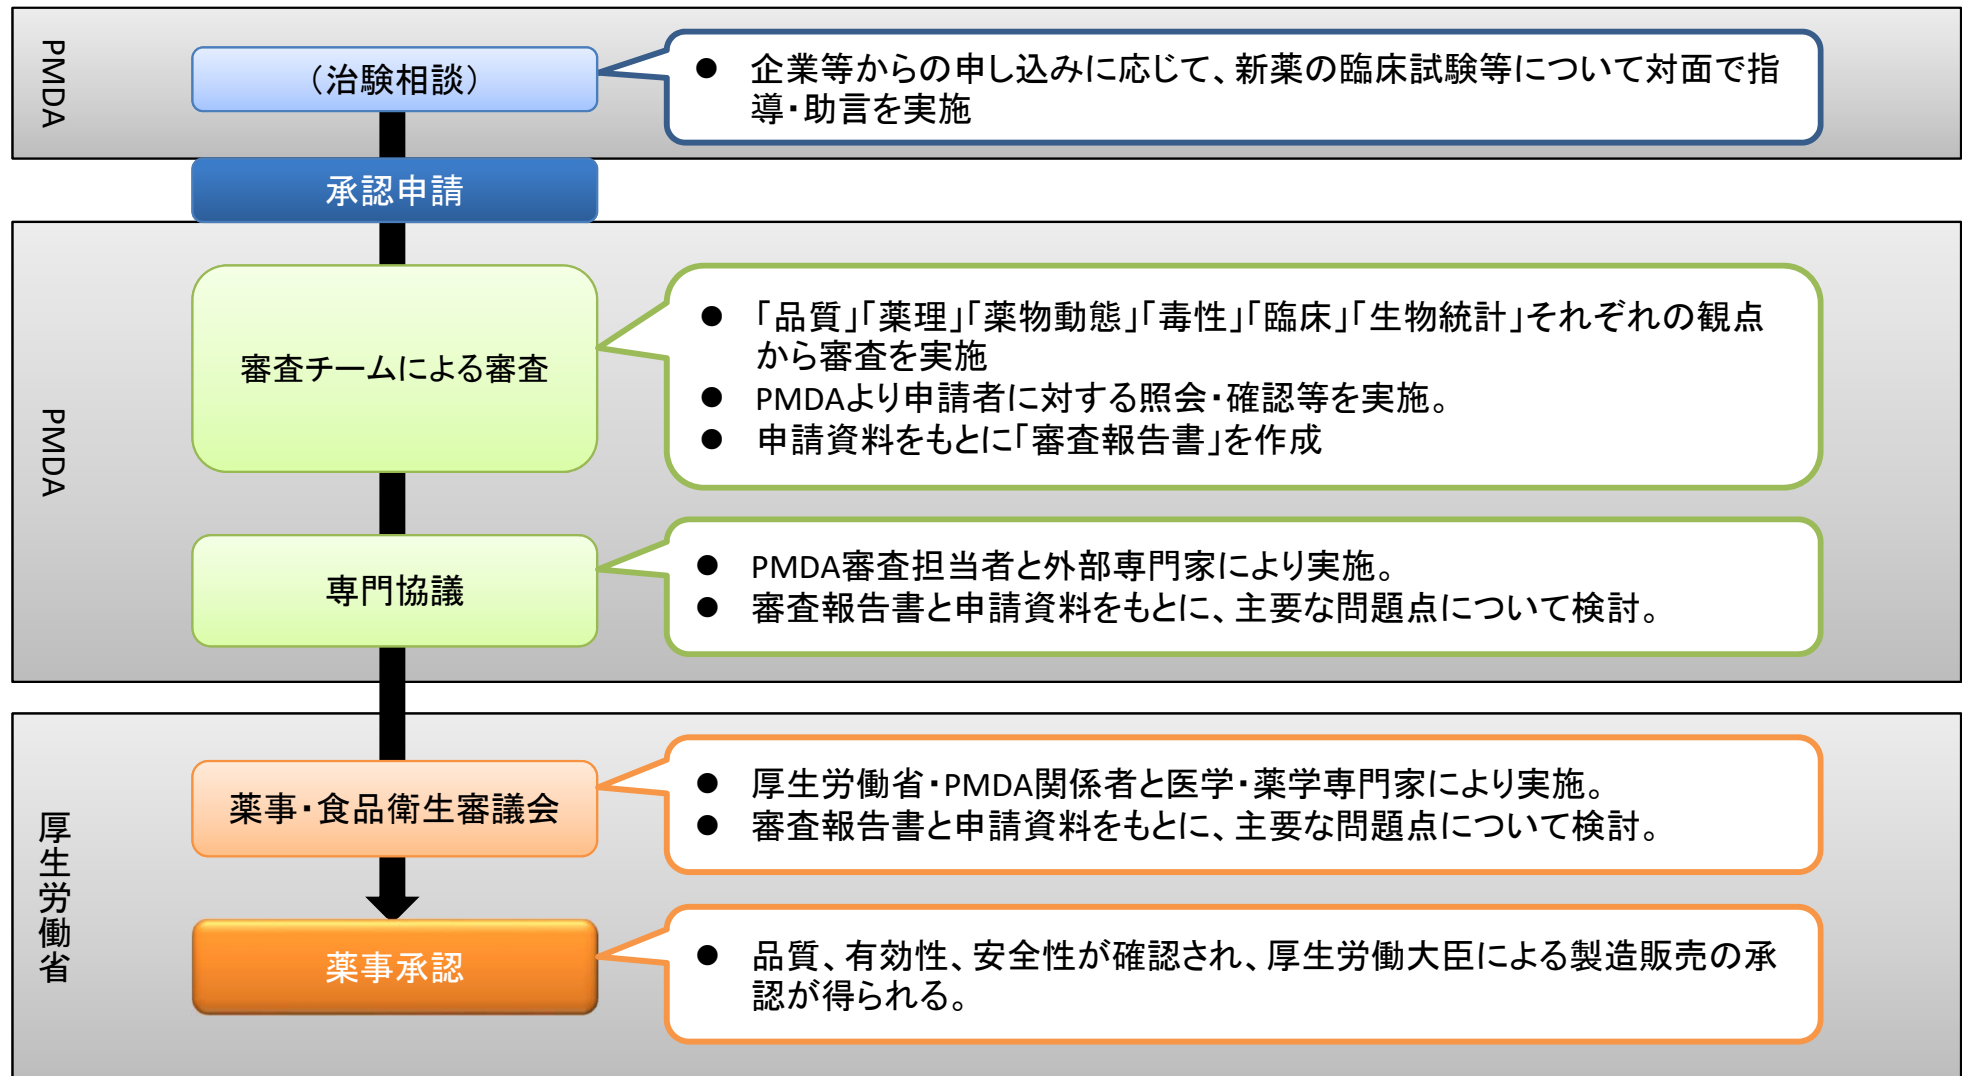 PMDA
（治験相談）
● 企業等からの申し込みに応じて、新薬の臨床試験等について対面で指
導・助言を実施
承認申請
PMDA
審査チームによる審査
● 「品質」「薬理」「薬物動態」「毒性」「臨床」「生物統計」それぞれの観点
から審査を実施
● PMDAより申請者に対する照会・確認等を実施。
● 申請資料をもとに「審査報告書」を作成
専門協議
● PMDA審査担当者と外部専門家により実施。
● 審査報告書と申請資料をもとに、主要な問題点について検討。
厚生労働省
薬事・食品衛生審議会
● 厚生労働省・PMDA関係者と医学・薬学専門家により実施。
● 審査報告書と申請資料をもとに、主要な問題点について検討。
薬事承認
● 品質、有効性、安全性が確認され、厚生労働大臣による製造販売の承
認が得られる。